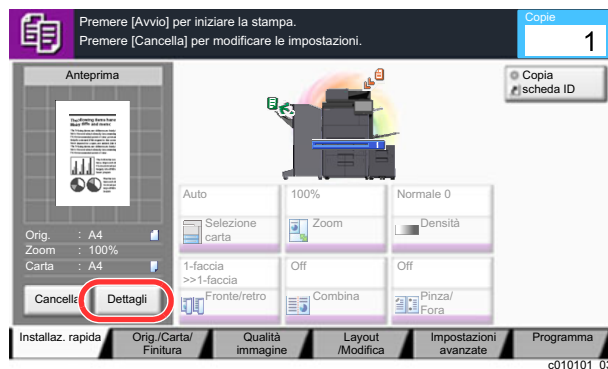 Premere [Avvio] per iniziare la stampa.
Premere [Cancella] per modificare le impostazioni.
Copie
1
Anteprima
Copia
scheda ID
Orig. : A4
Zoom : 100%
Carta : A4
Cancella
Dettagli
Auto
Selezione
carta
100%
Zoom
Normale 0
Densità
1-faccia
>>1-faccia
Fronte/retro
Off
Combina
Off
Pinza/
Fora
Installaz. rapida
Orig./Carta/
Finitura
Qualità
immagine
Layout
/Modifica
Impostazioni
avanzate
Programma